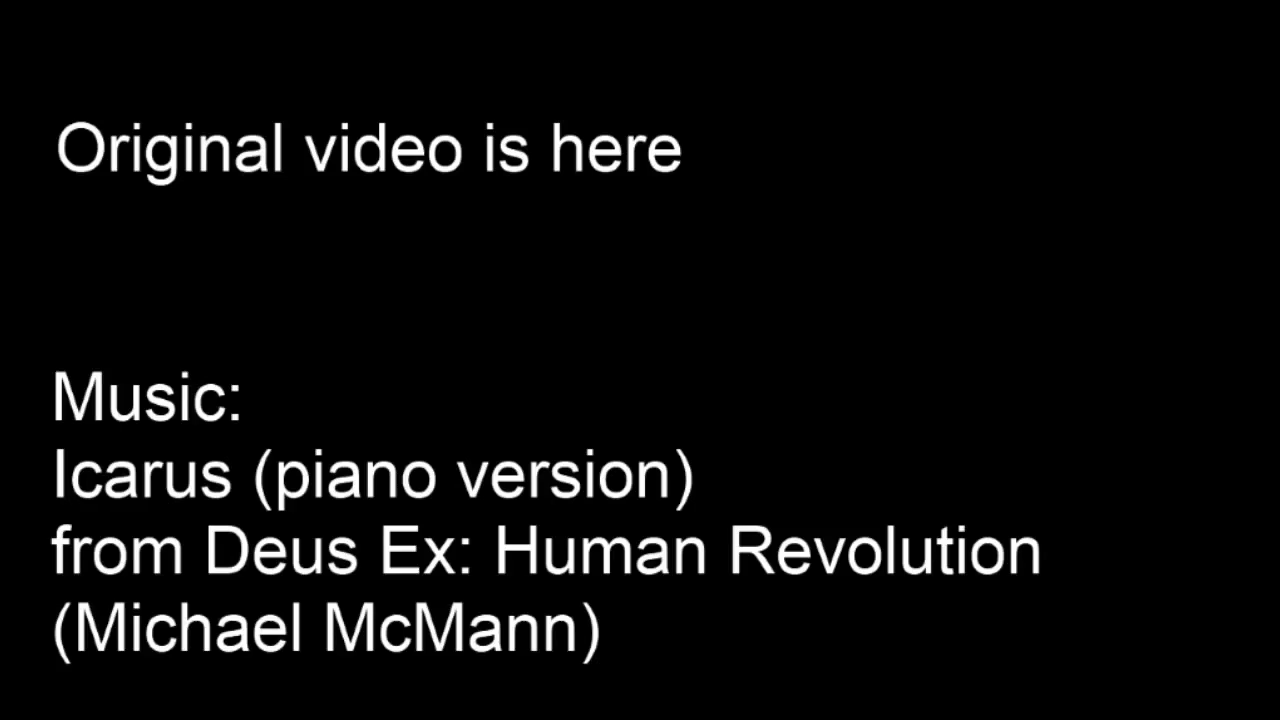 Original video is here
Music:
Icarus (piano version)
from Deus Ex: Human Revolution
(Michael McMann)